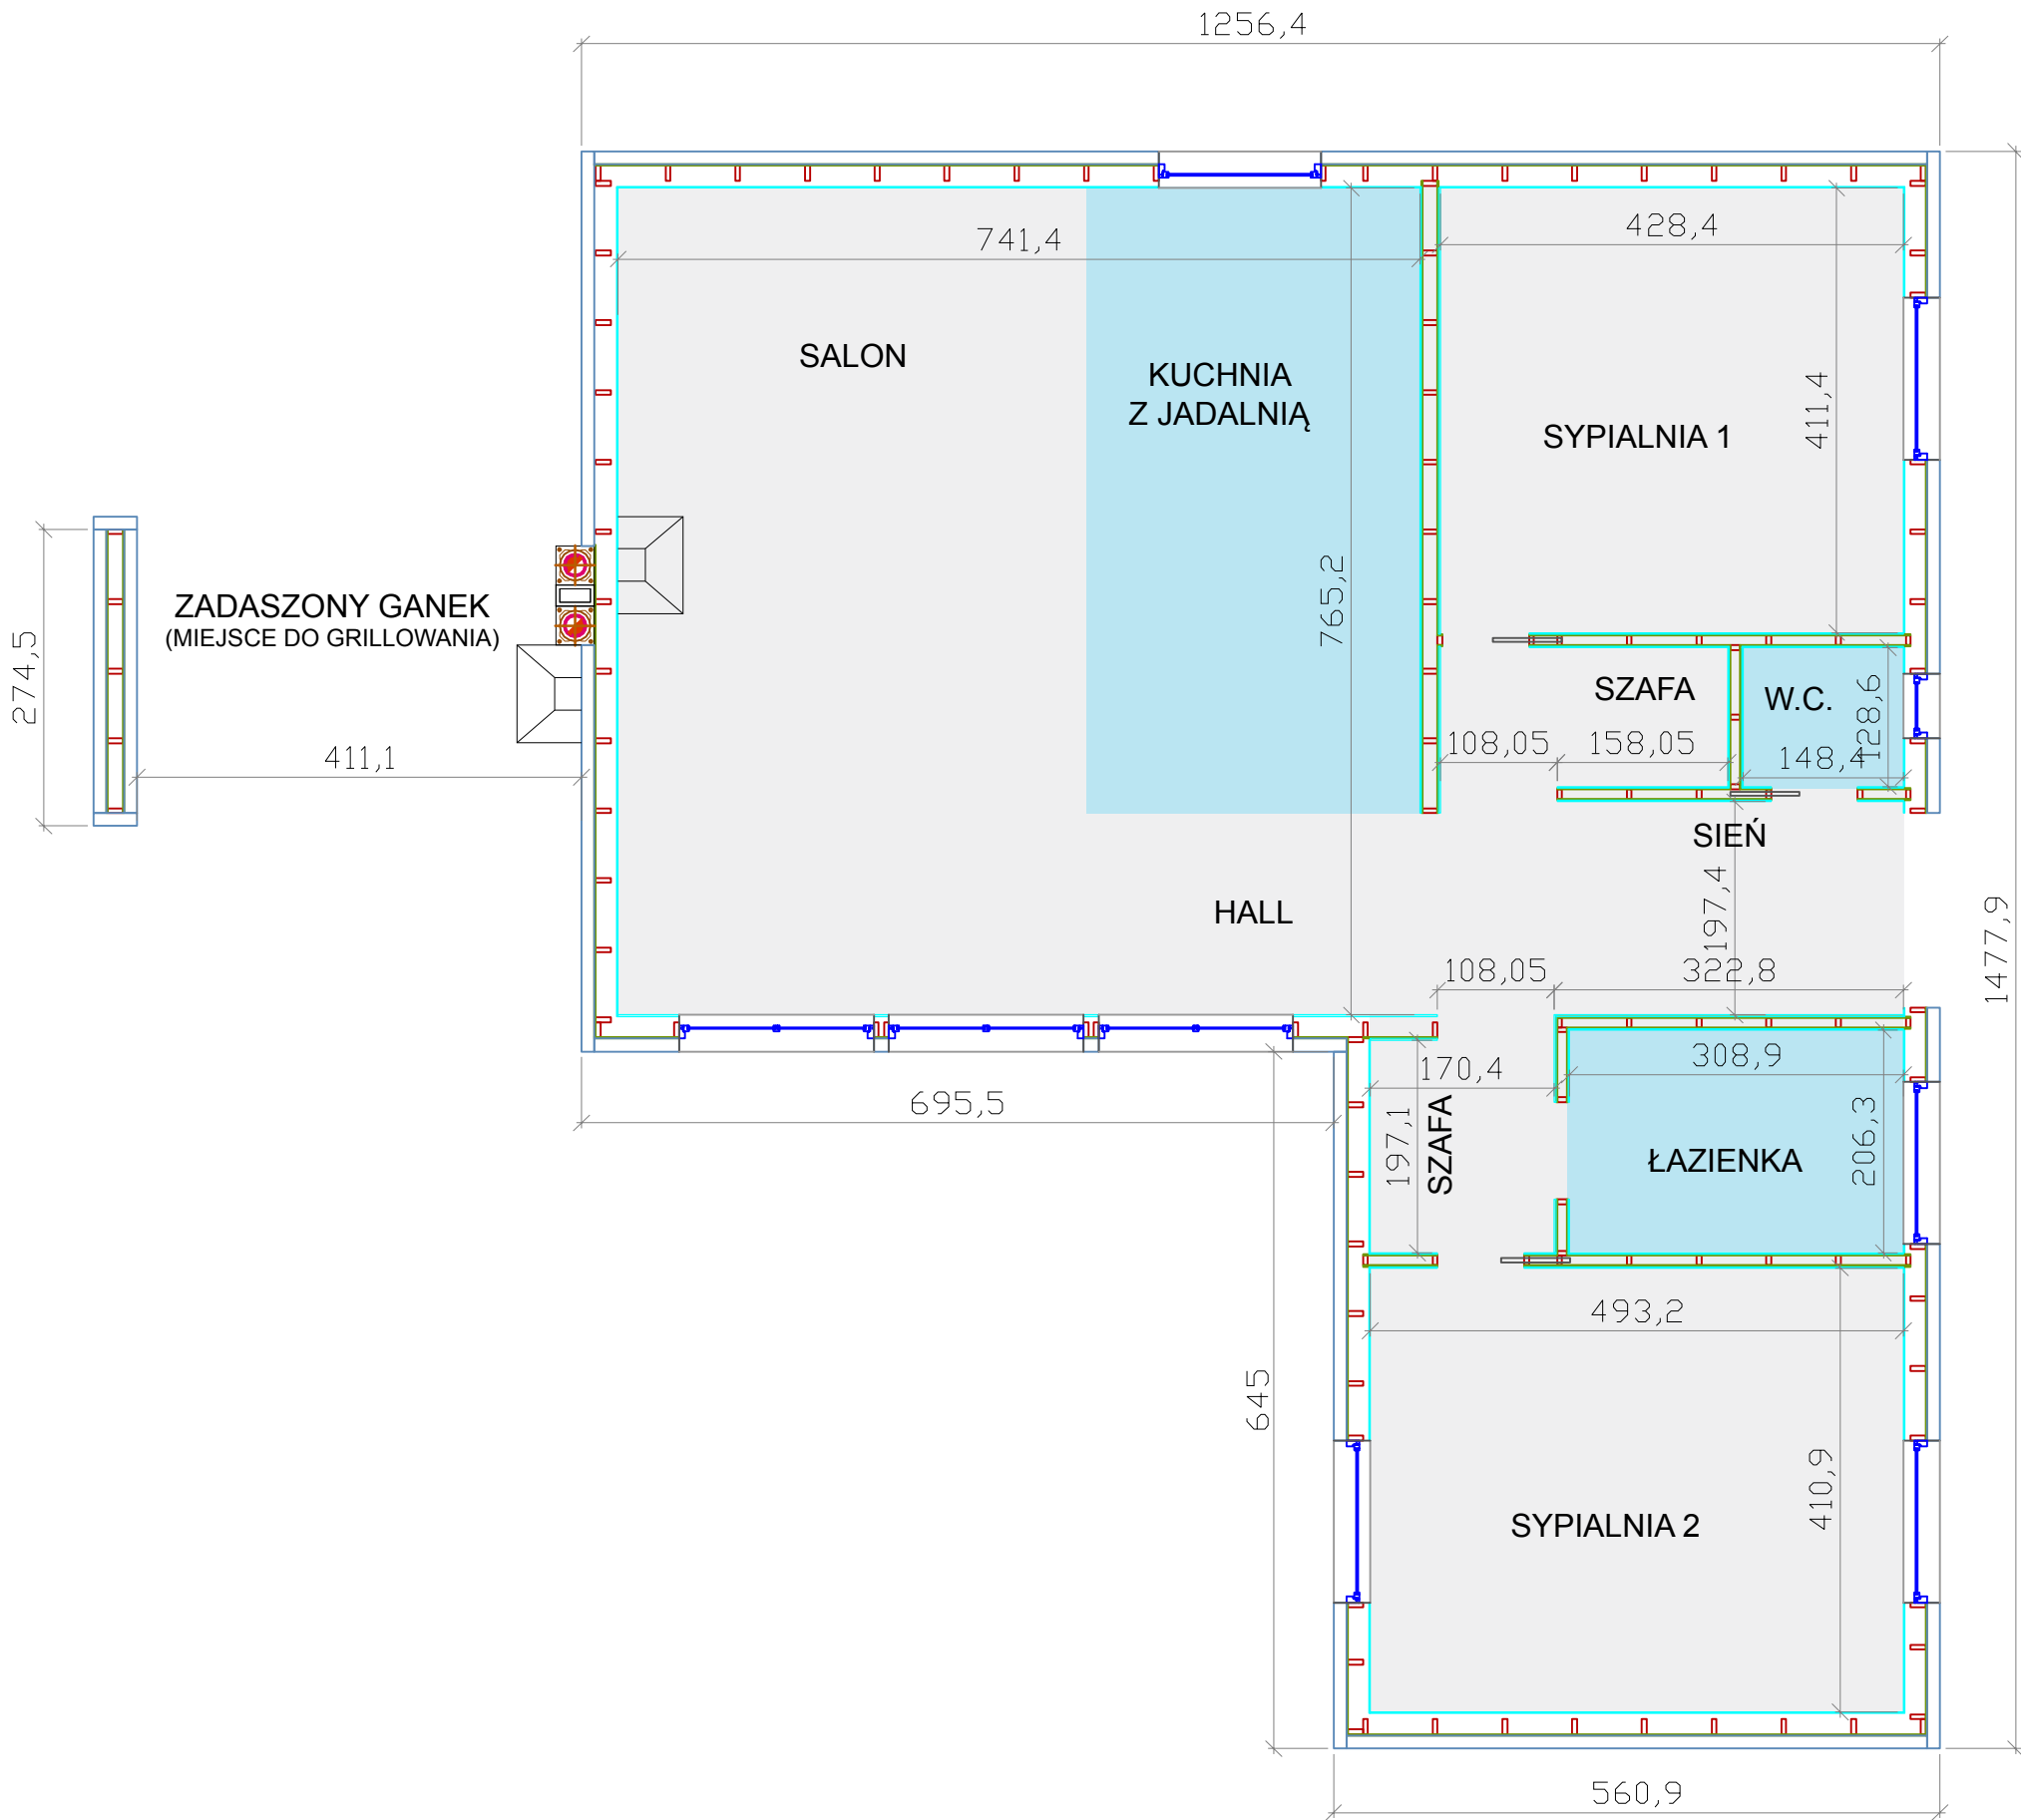 1256,4
741,4
428,4
SALON
KUCHNIA
Z JADALNIĄ
SYPIALNIA 1
411,4
765,2
ZADASZONY GANEK
(MIEJSCE DO GRILLOWANIA)
274,5
411,1
SZAFA
W.C.
128,6
108,05
158,05
148,4
SIEŃ
HALL
197,4
1477,9
108,05
322,8
170,4
308,9
695,5
197,1
SZAFA
ŁAZIENKA
206,3
493,2
645
410,9
SYPIALNIA 2
560,9